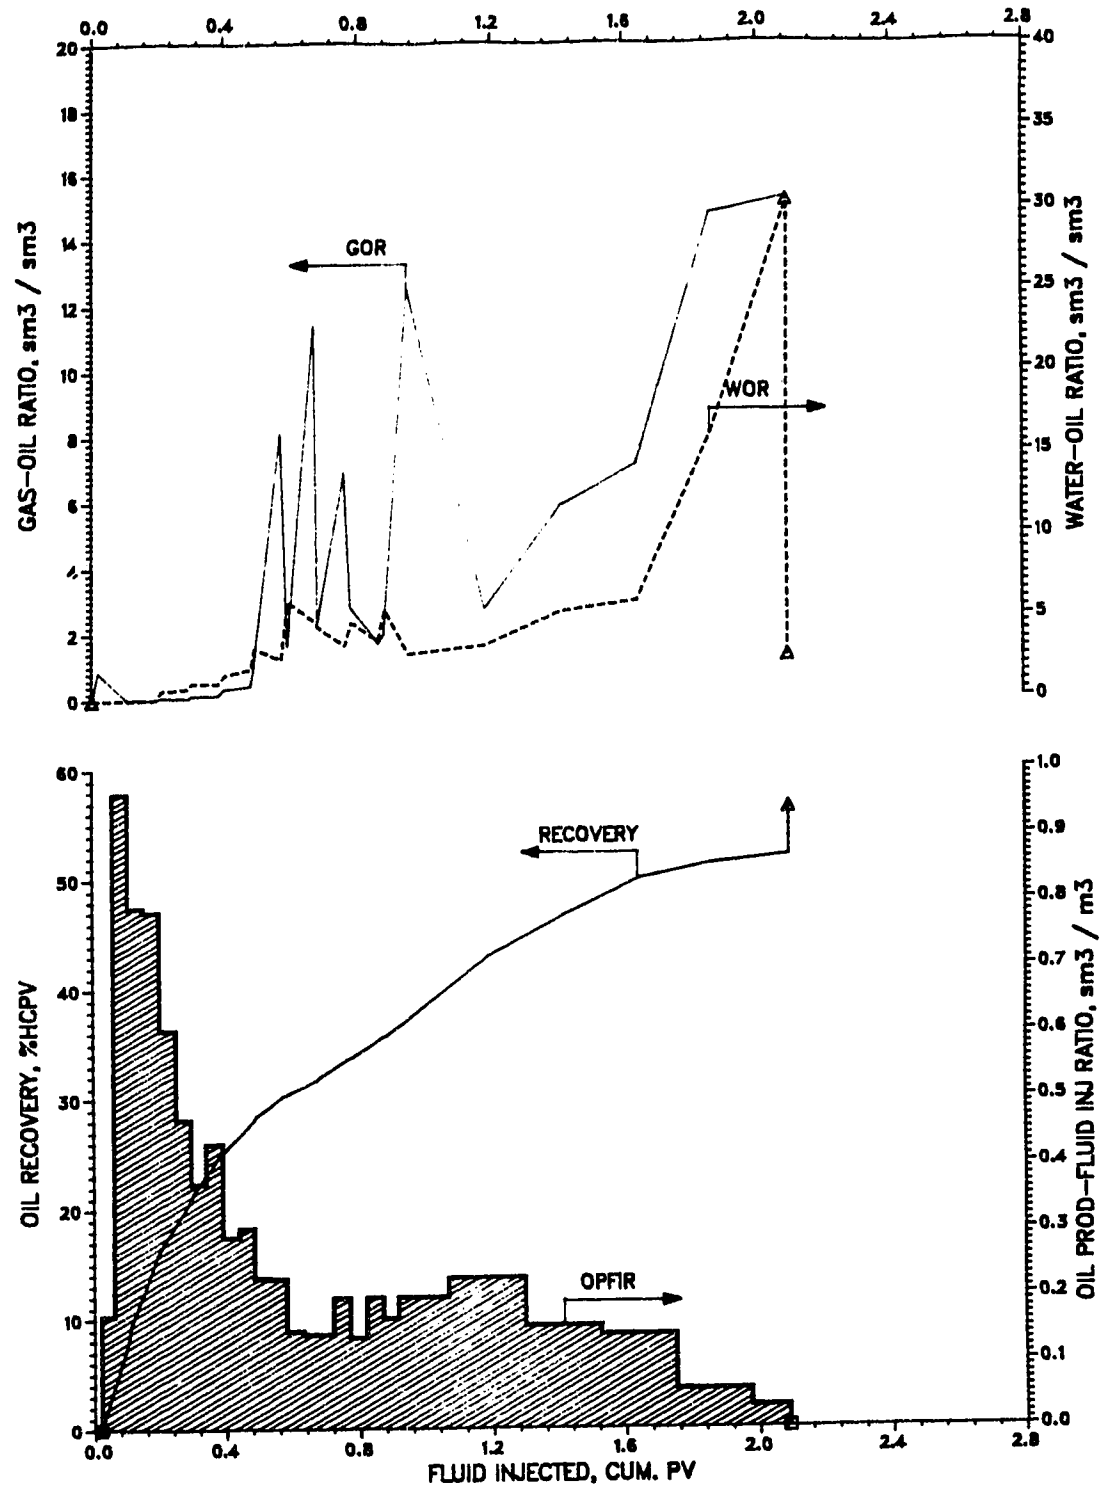 0.0 0.4 0.8 1.2 2.0 2.4 2.8
20 40
18 35
16 30
14 25
12 20
10 15
8 10
6 5
4 0
2
0
GAS-OIL RATIO, sm3 / sm3
WATER-OIL RATIO, sm3 / sm3
GOR
WOR
60 1.0
50 0.9
40 0.8
30 0.7
20 0.6
10 0.5
0 0.4
0.3
0.2
0.1
0.0
OIL RECOVERY, %HCPV
OIL PROD-FLUID INJ RATIO, sm3 / m3
RECOVERY
OPFIR
0.0 0.4 0.8 1.2 1.6 2.0 2.4 2.8
FLUID INJECTED, CUM. PV